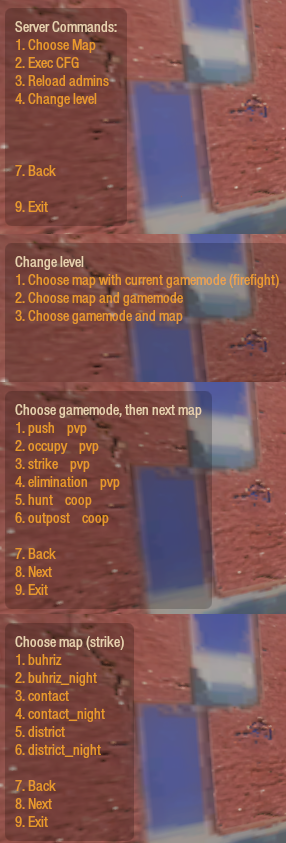 Server Commands:
1. Choose Map
2. Exec CFG
3. Reload admins
4. Change level
7. Back
9. Exit
Change level
1. Choose map with current gamemode (firefight)
2. Choose map and gamemode
3. Choose gamemode and map
Choose gamemode, then next map
1. push pvp
2. occupy pvp
3. strike pvp
4. elimination pvp
5. hunt coop
6. outpost coop
7. Back
8. Next
9. Exit
Choose map (strike)
1. buhriz
2. buhriz_night
3. contact
4. contact_night
5. district
6. district_night
7. Back
8. Next
9. Exit